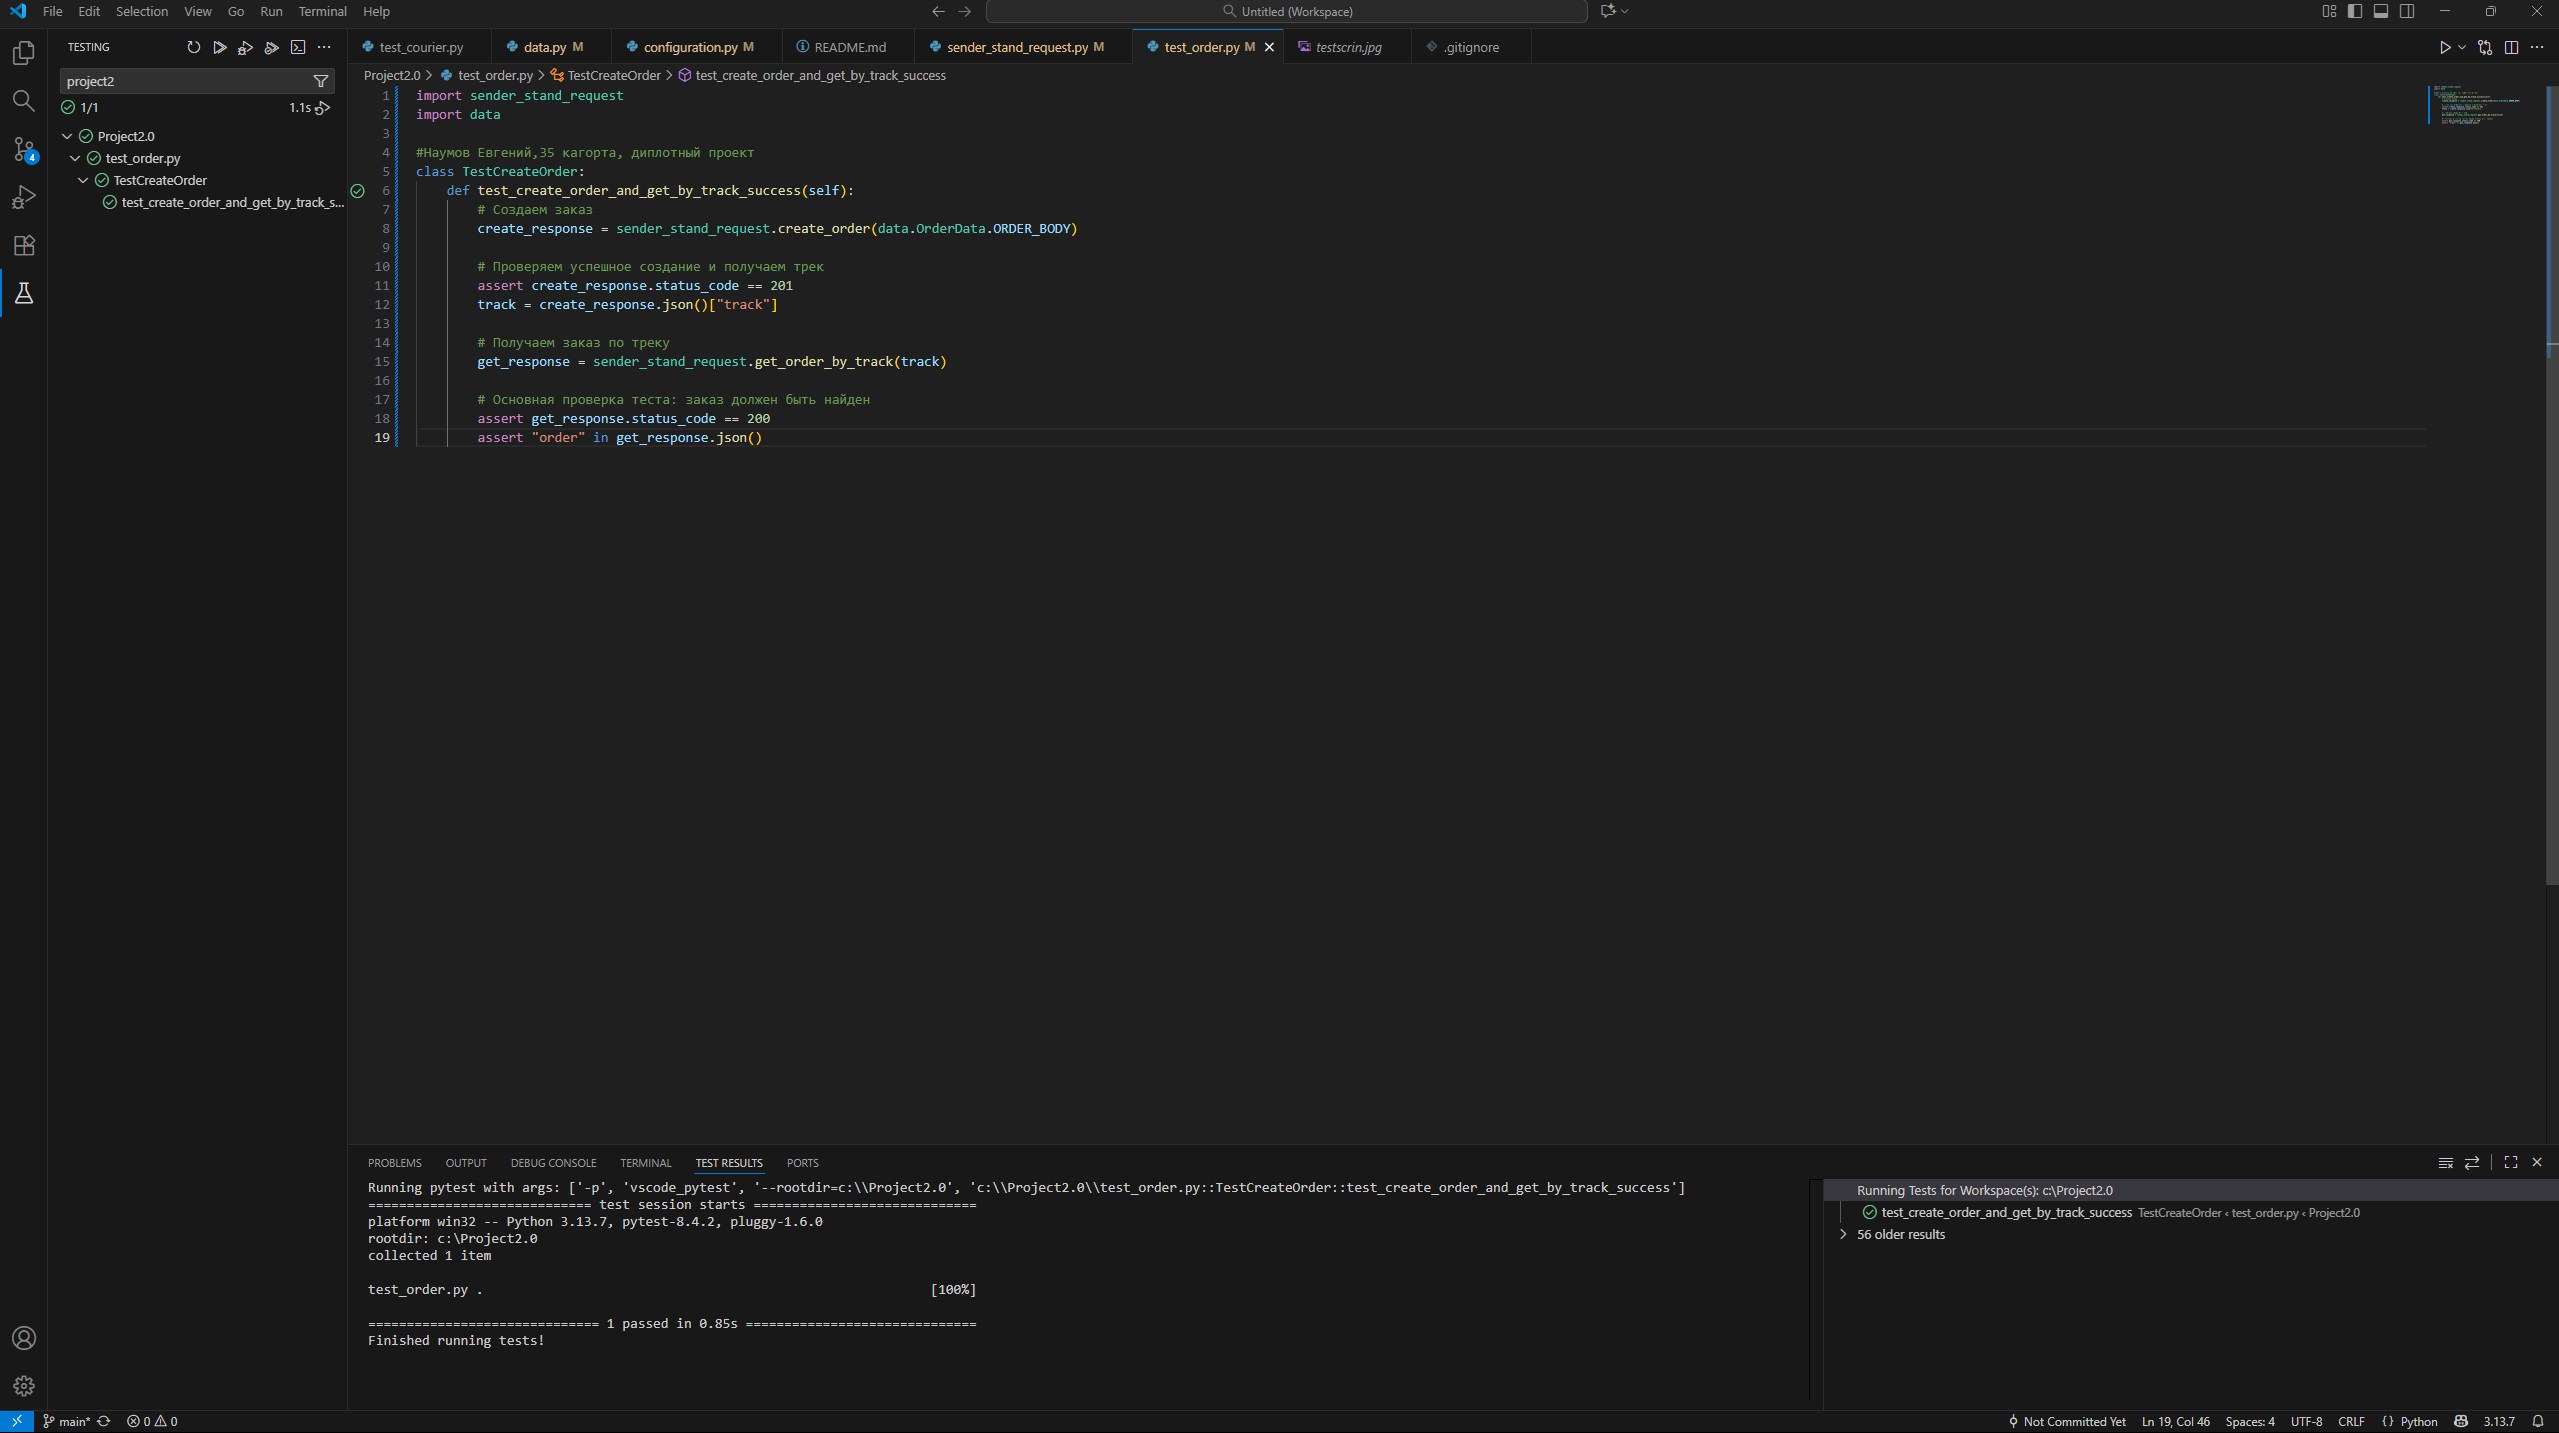 File Edit Selection View Go Run Terminal Help
Untitled (Workspace)
TESTING
project2
1/1
1.1s
Project2.0
test_order.py
TestCreateOrder
test_create_order_and_get_by_track_s...
4
test_courier.py
data.py M
configuration.py M
README.md
sender_stand_request.py M
test_order.py M
testscrin.jpg
.gitignore
Project2.0 > test_order.py > TestCreateOrder > test_create_order_and_get_by_track_success
1 import sender_stand_request
2 import data
3
4 #Наумов Евгений,35 кагорта, диплотный проект
5 class TestCreateOrder:
6 def test_create_order_and_get_by_track_success(self):
7 # Создаем заказ
8 create_response = sender_stand_request.create_order(data.OrderData.ORDER_BODY)
9
10 # Проверяем успешное создание и получаем трек
11 assert create_response.status_code == 201
12 track = create_response.json()["track"]
13
14 # Получаем заказ по треку
15 get_response = sender_stand_request.get_order_by_track(track)
16
17 # Основная проверка теста: заказ должен быть найден
18 assert get_response.status_code == 200
19 assert "order" in get_response.json()
PROBLEMS OUTPUT DEBUG CONSOLE TERMINAL TEST RESULTS PORTS
Running pytest with args: ['-p', 'vscode_pytest', '--rootdir=c:\\Project2.0', 'c:\\Project2.0\\test_order.py::TestCreateOrder::test_create_order_and_get_by_track_success']
============================= test session starts =============================
platform win32 -- Python 3.13.7, pytest-8.4.2, pluggy-1.6.0
rootdir: c:\Project2.0
collected 1 item
test_order.py . [100%]
============================== 1 passed in 0.85s ==============================
Finished running tests!
Running Tests for Workspace(s): c:\Project2.0
test_create_order_and_get_by_track_success TestCreateOrder ‹ test_order.py ‹ Project2.0
56 older results
main* 0 0
Not Committed Yet Ln 19, Col 46 Spaces: 4 UTF-8 CRLF {} Python 3.13.7